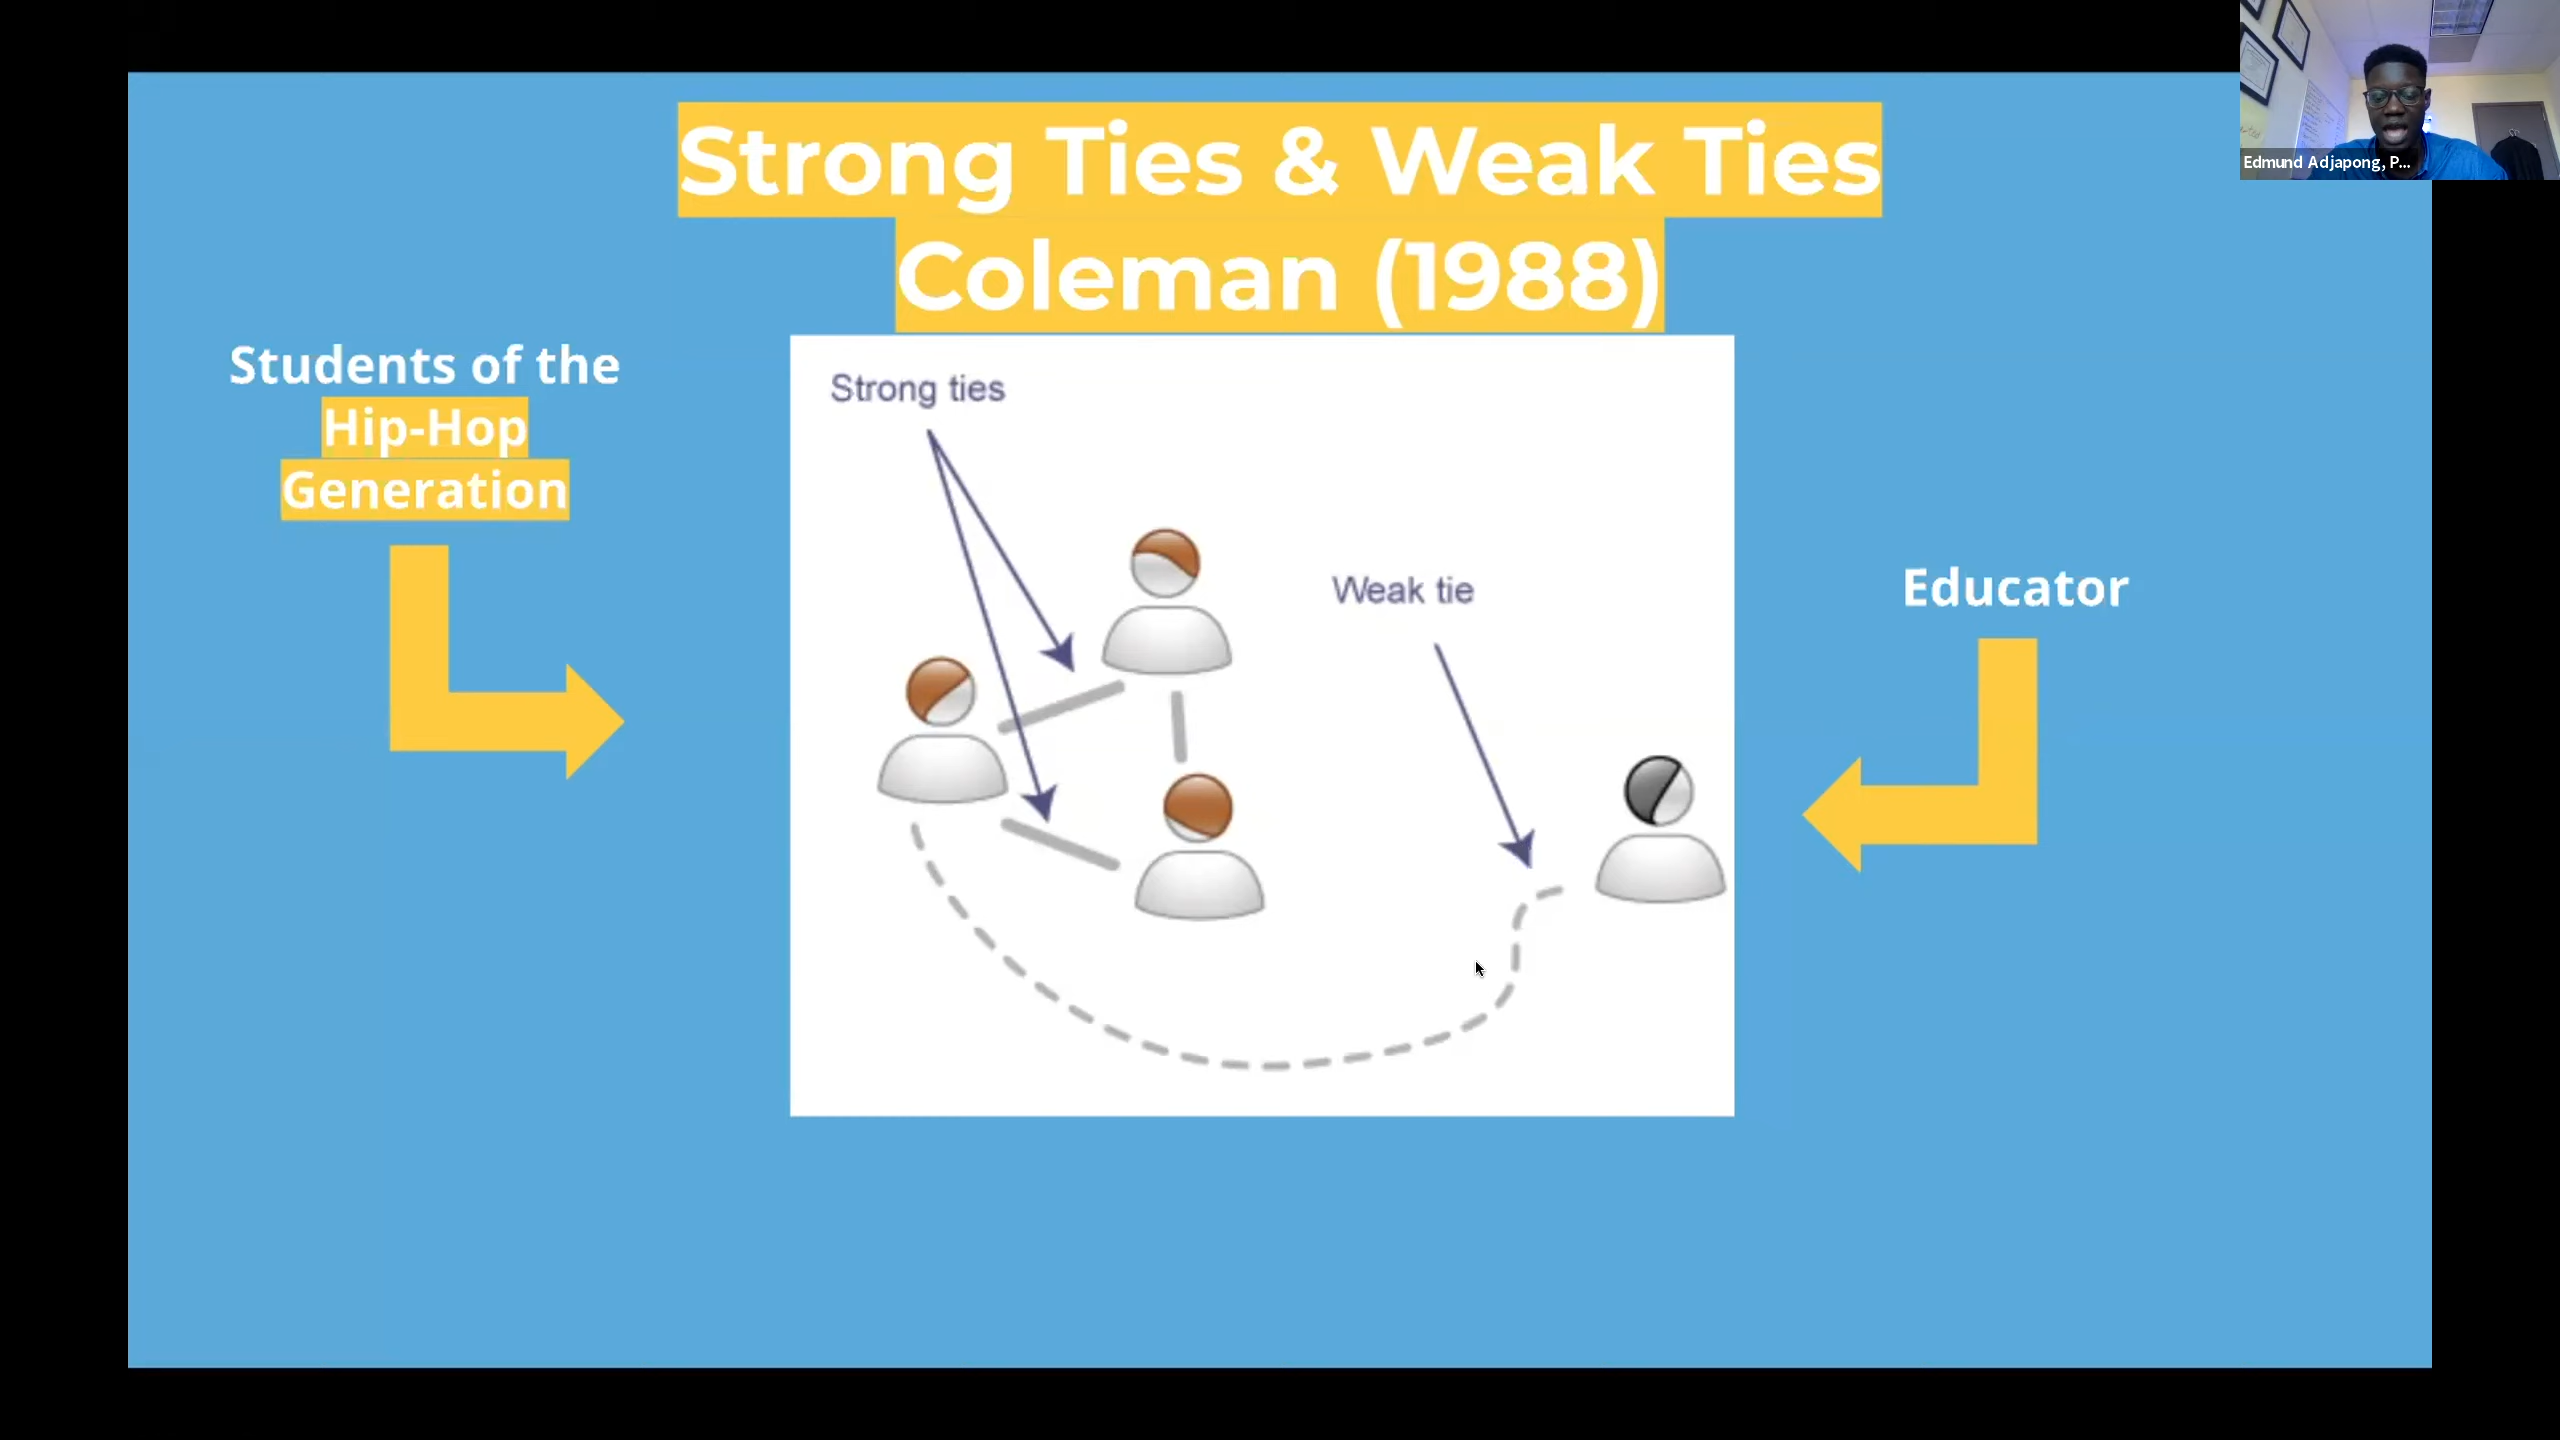 Strong Ties & Weak Ties
Coleman (1988)
Edmund Adjapong, P...
Students of the
Hip-Hop
Generation
Strong ties
Weak tie
Educator